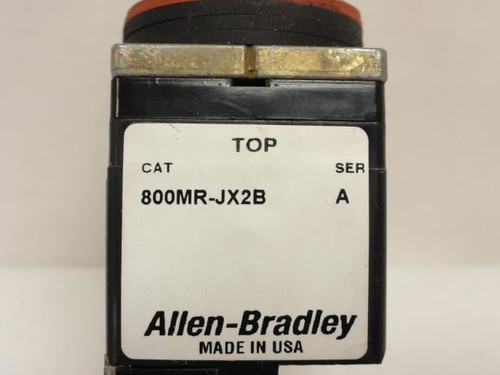 TOP
CAT SER
800MR-JX2B A
Allen-Bradley
MADE IN USA